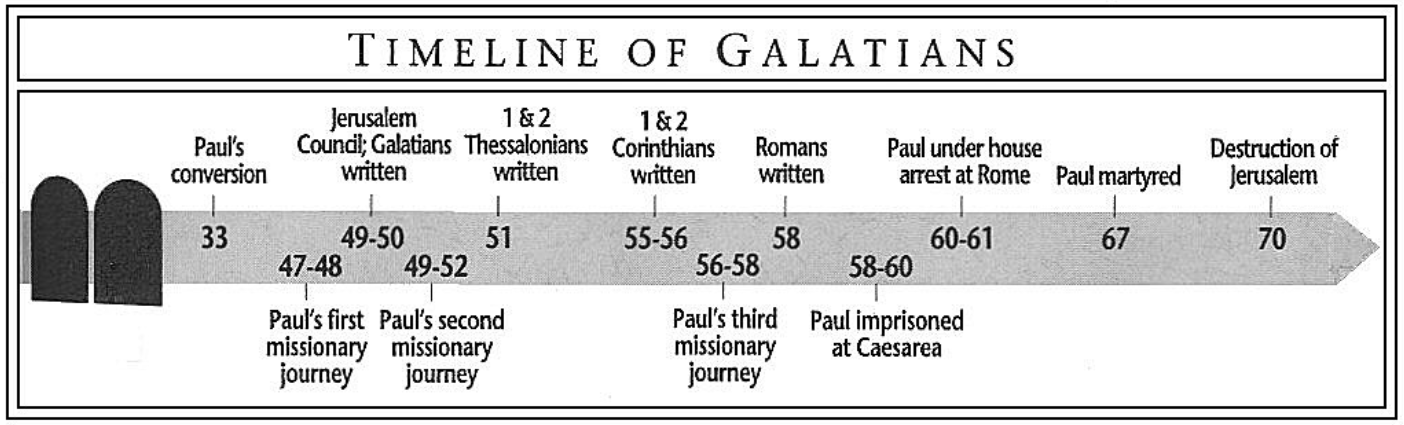 TIMELINE OF GALATIANS
Paul's
conversion
Jerusalem
Council; Galatians
written
1 & 2
Thessalonians
written
1 & 2
Corinthians
written
Romans
written
Paul under house
arrest at Rome
Paul martyred
Destruction of
Jerusalem
33
49-50
51
55-56
58
60-61
67
70
47-48
49-52
56-58
58-60
Paul's first
missionary
journey
Paul's second
missionary
journey
Paul's third
missionary
journey
Paul imprisoned
at Caesarea